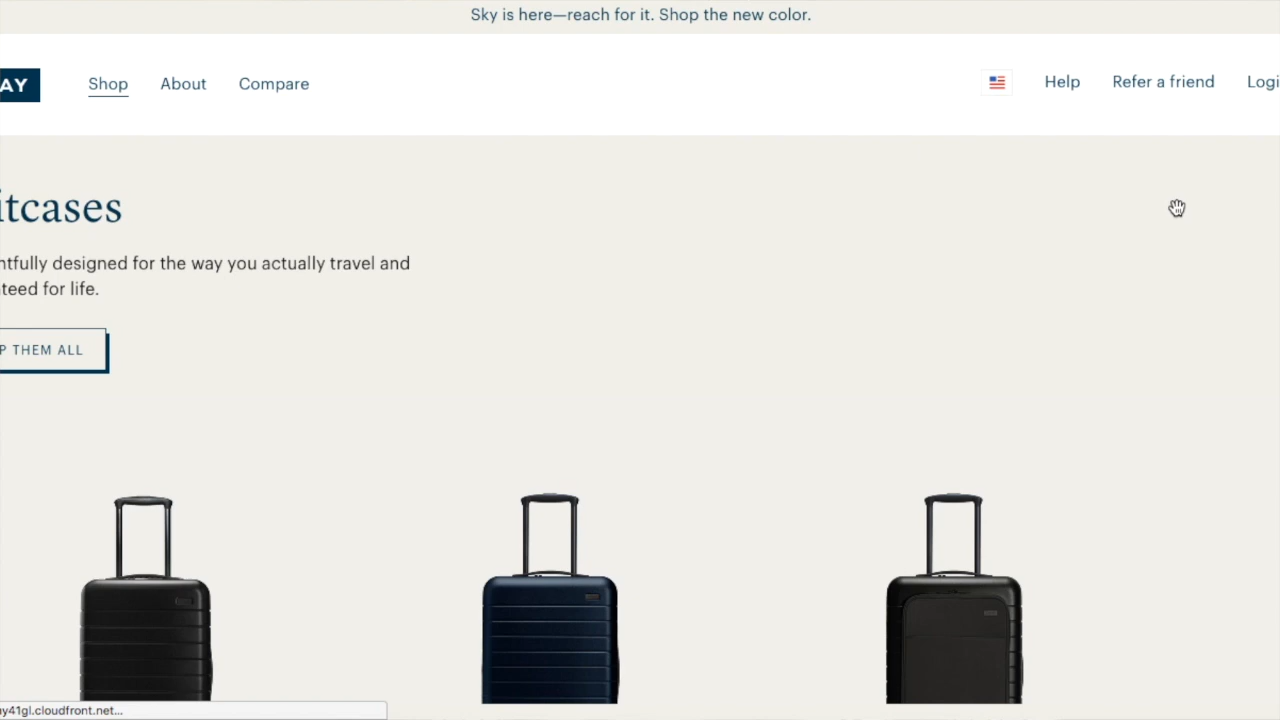 Sky is here—reach for it. Shop the new color.
AY Shop About Compare Help Refer a friend Logi
itcases
ntfully designed for the way you actually travel and
teed for life.
P THEM ALL
y41gl.cloudfront.net...